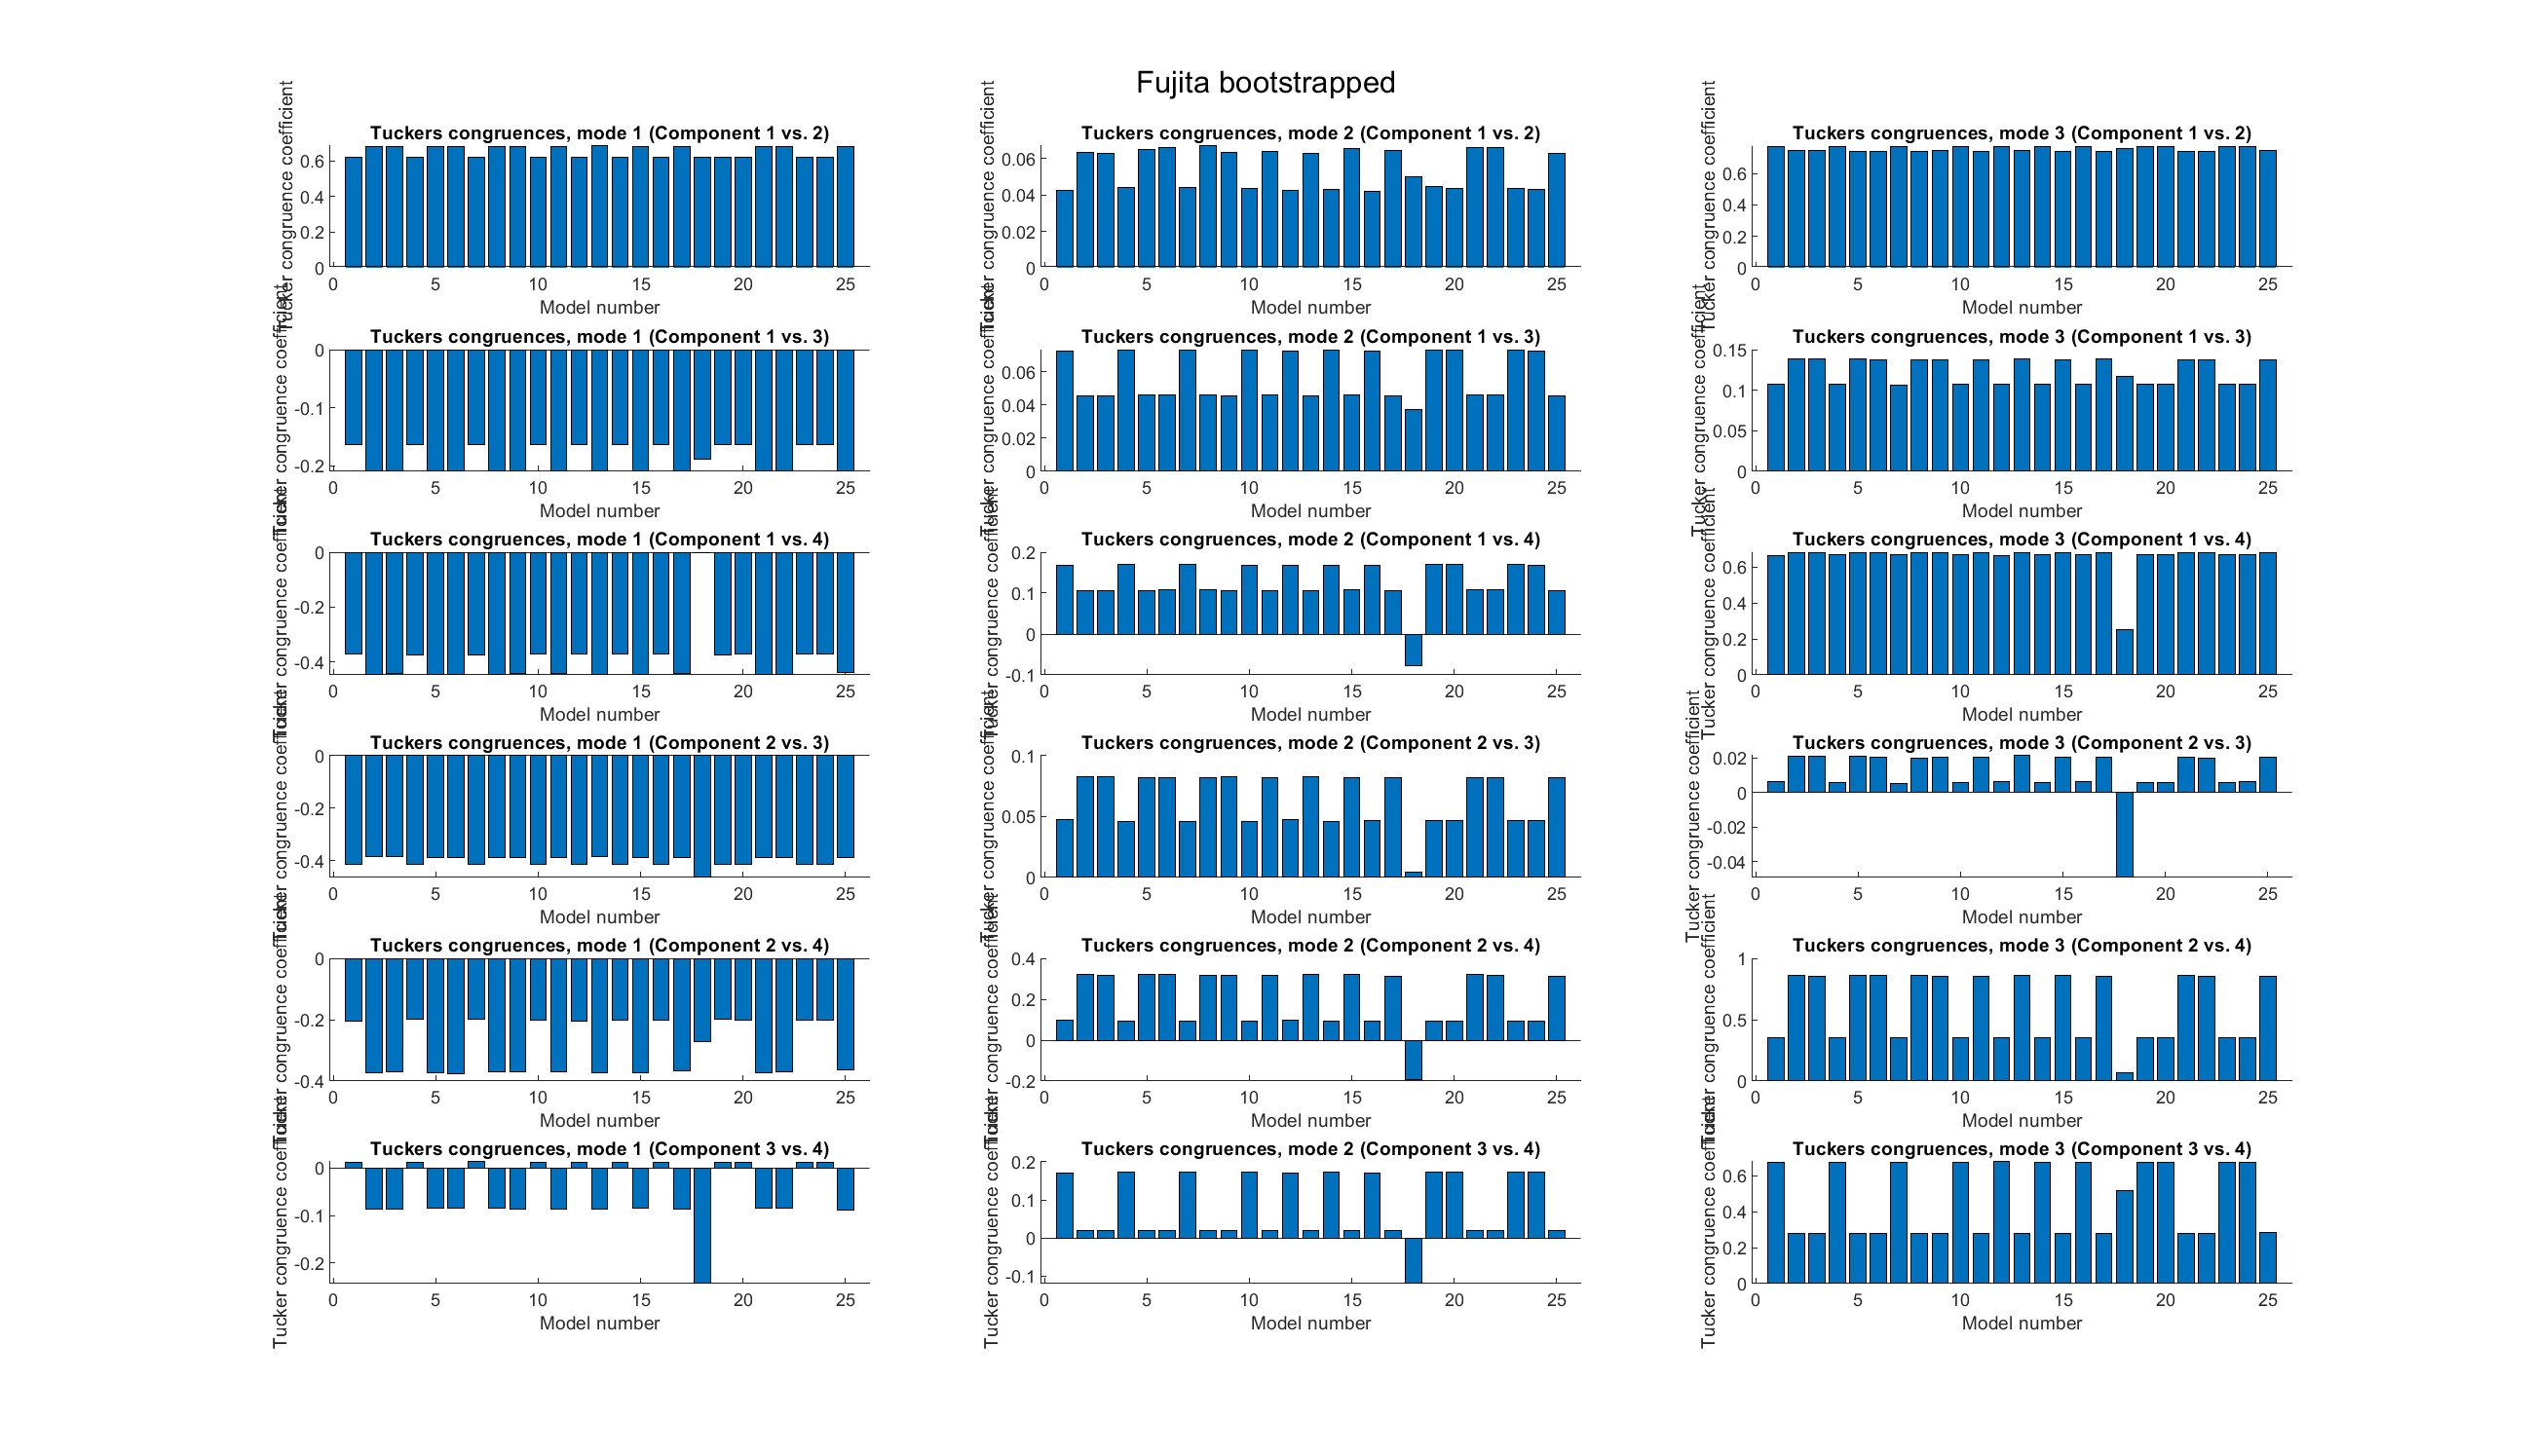 Fujita bootstrapped
Tuckers congruences, mode 1 (Component 1 vs. 2)
Tucker congruence coefficient
0.6
0.4
0.2
0
0 5 10 15 20 25
Model number
Tuckers congruences, mode 2 (Component 1 vs. 2)
Tucker congruence coefficient
0.06
0.04
0.02
0
0 5 10 15 20 25
Model number
Tuckers congruences, mode 3 (Component 1 vs. 2)
Tucker congruence coefficient
0.6
0.4
0.2
0
0 5 10 15 20 25
Model number
Tuckers congruences, mode 1 (Component 1 vs. 3)
Tucker congruence coefficient
0
-0.1
-0.2
0 5 10 15 20 25
Model number
Tuckers congruences, mode 2 (Component 1 vs. 3)
Tucker congruence coefficient
0.06
0.04
0.02
0
0 5 10 15 20 25
Model number
Tuckers congruences, mode 3 (Component 1 vs. 3)
Tucker congruence coefficient
0.15
0.1
0.05
0
0 5 10 15 20 25
Model number
Tuckers congruences, mode 1 (Component 1 vs. 4)
Tucker congruence coefficient
0
-0.2
-0.4
0 5 10 15 20 25
Model number
Tuckers congruences, mode 2 (Component 1 vs. 4)
Tucker congruence coefficient
0.2
0.1
0
-0.1
0 5 10 15 20 25
Model number
Tuckers congruences, mode 3 (Component 1 vs. 4)
Tucker congruence coefficient
0.6
0.4
0.2
0
0 5 10 15 20 25
Model number
Tuckers congruences, mode 1 (Component 2 vs. 3)
Tucker congruence coefficient
0
-0.2
-0.4
0 5 10 15 20 25
Model number
Tuckers congruences, mode 2 (Component 2 vs. 3)
Tucker congruence coefficient
0.1
0.05
0
0 5 10 15 20 25
Model number
Tuckers congruences, mode 3 (Component 2 vs. 3)
Tucker congruence coefficient
0.02
0
-0.02
-0.04
0 5 10 15 20 25
Model number
Tuckers congruences, mode 1 (Component 2 vs. 4)
Tucker congruence coefficient
0
-0.2
-0.4
0 5 10 15 20 25
Model number
Tuckers congruences, mode 2 (Component 2 vs. 4)
Tucker congruence coefficient
0.4
0.2
0
-0.2
0 5 10 15 20 25
Model number
Tuckers congruences, mode 3 (Component 2 vs. 4)
Tucker congruence coefficient
1
0.5
0
0 5 10 15 20 25
Model number
Tuckers congruences, mode 1 (Component 3 vs. 4)
Tucker congruence coefficient
0
-0.1
-0.2
0 5 10 15 20 25
Model number
Tuckers congruences, mode 2 (Component 3 vs. 4)
Tucker congruence coefficient
0.2
0.1
0
-0.1
0 5 10 15 20 25
Model number
Tuckers congruences, mode 3 (Component 3 vs. 4)
Tucker congruence coefficient
0.6
0.4
0.2
0
0 5 10 15 20 25
Model number